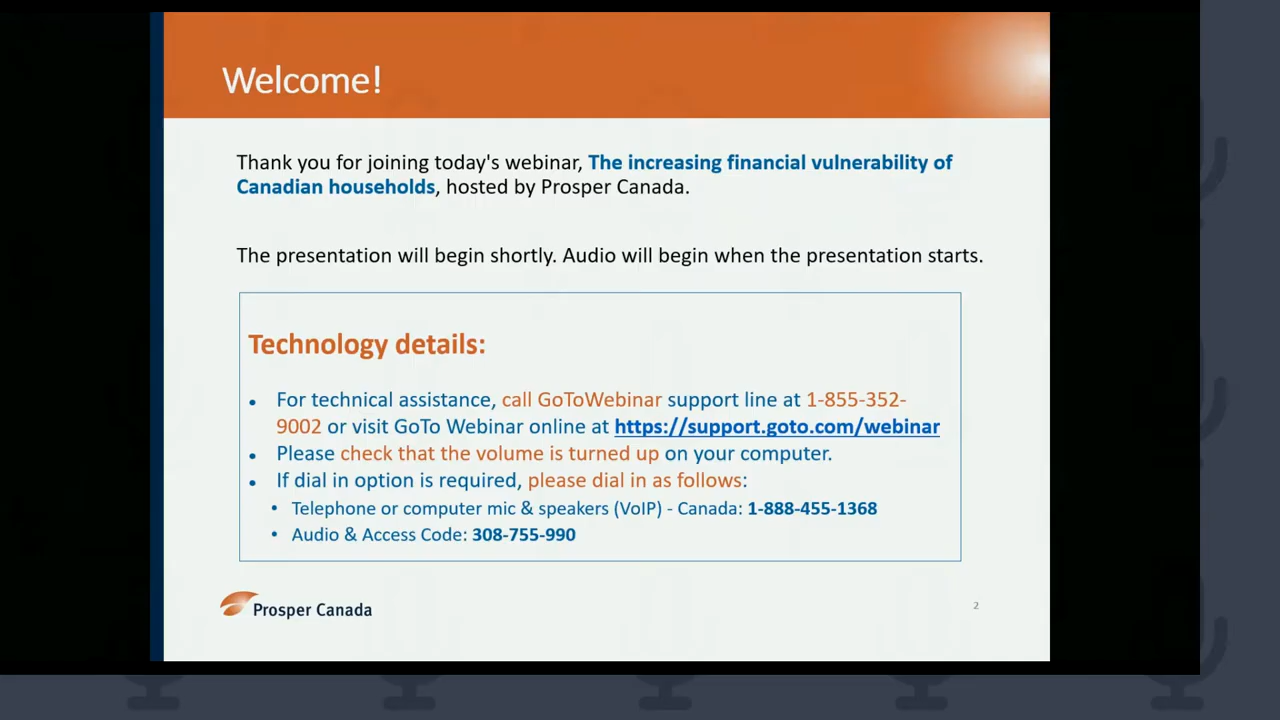 Welcome!
Thank you for joining today's webinar, The increasing financial vulnerability of
Canadian households, hosted by Prosper Canada.
The presentation will begin shortly. Audio will begin when the presentation starts.
Technology details:
• For technical assistance, call GoToWebinar support line at 1-855-352-
9002 or visit GoTo Webinar online at https://support.goto.com/webinar
• Please check that the volume is turned up on your computer.
• If dial in option is required, please dial in as follows:
• Telephone or computer mic & speakers (VoIP) - Canada: 1-888-455-1368
• Audio & Access Code: 308-755-990
Prosper Canada
2